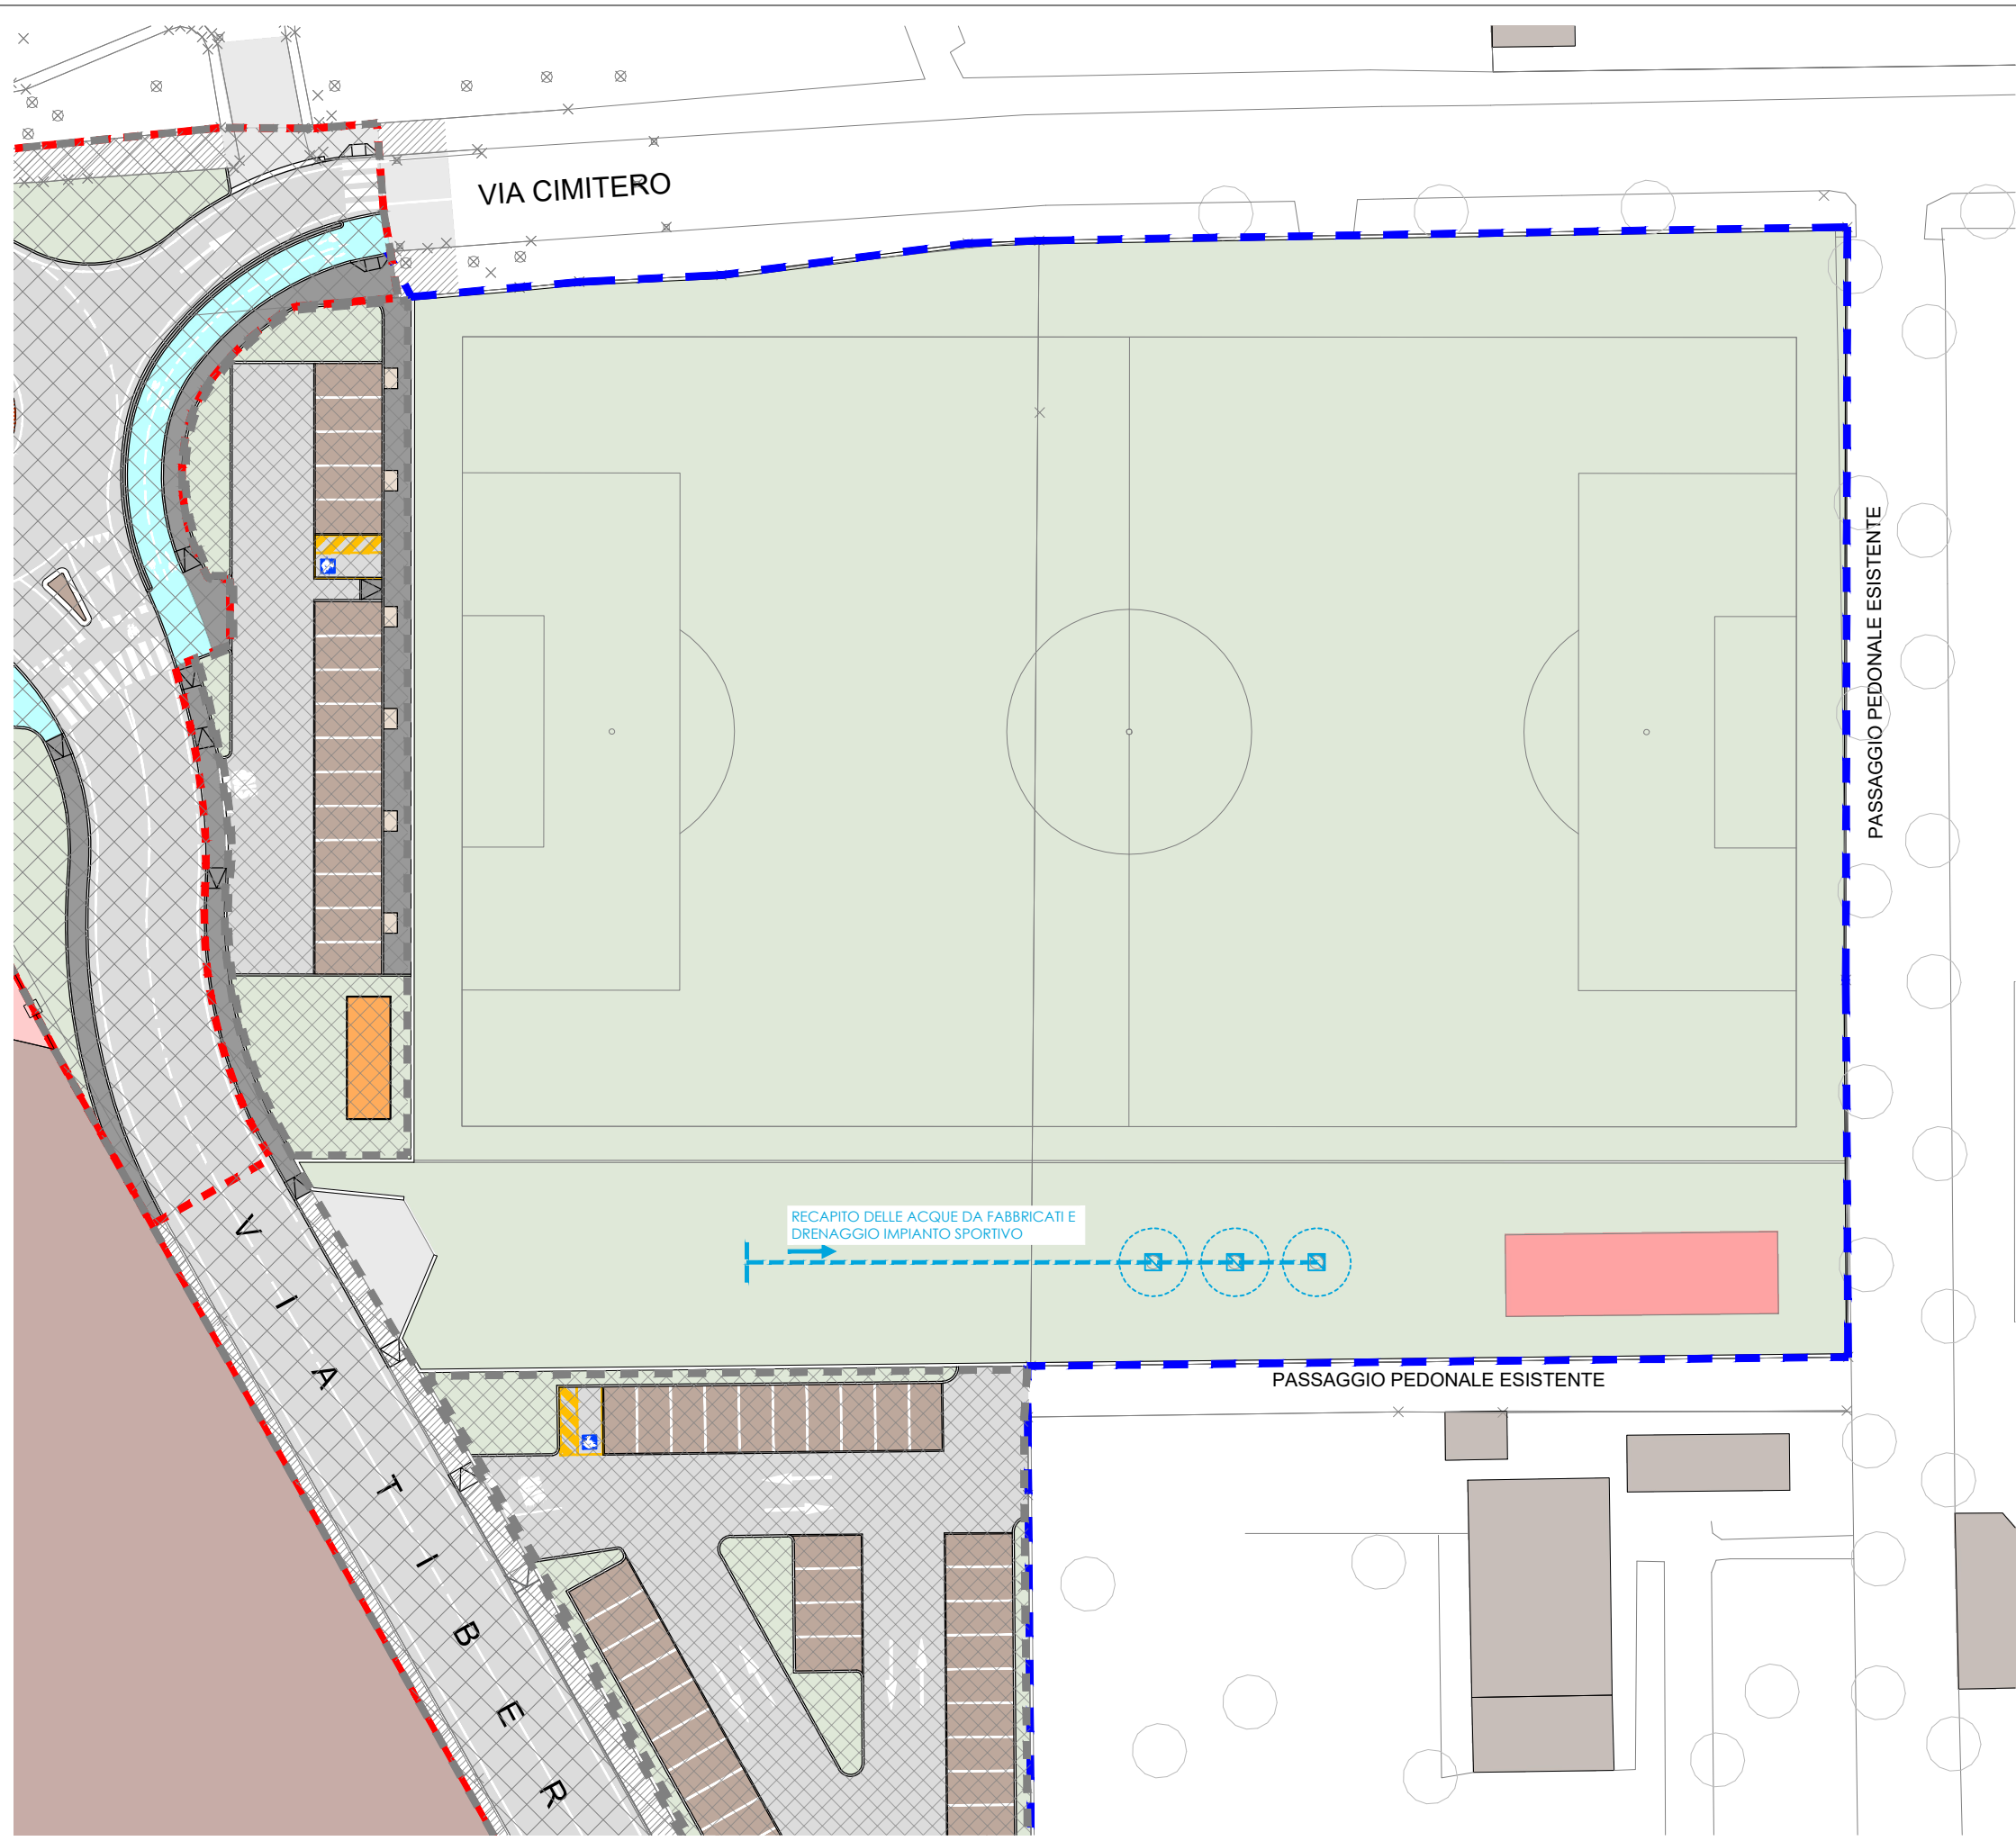 VIA CIMITERO
PASSAGGIO PEDONALE ESISTENTE
RECAPITO DELLE ACQUE DA FABBRICATI E
DRENAGGIO IMPIANTO SPORTIVO
PASSAGGIO PEDONALE ESISTENTE
VIA TIBER